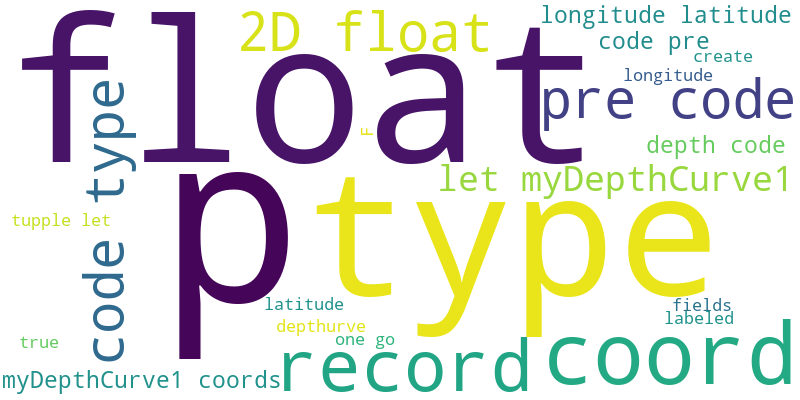 float
2D float
longitude latitude
code pre
create
longitude
pre code
F
depth code
code type
p
type
let myDepthCurve1
tupple let
latitude
depthurve
one go
fields
labeled
true
record
coord
myDepthCurve1 coords